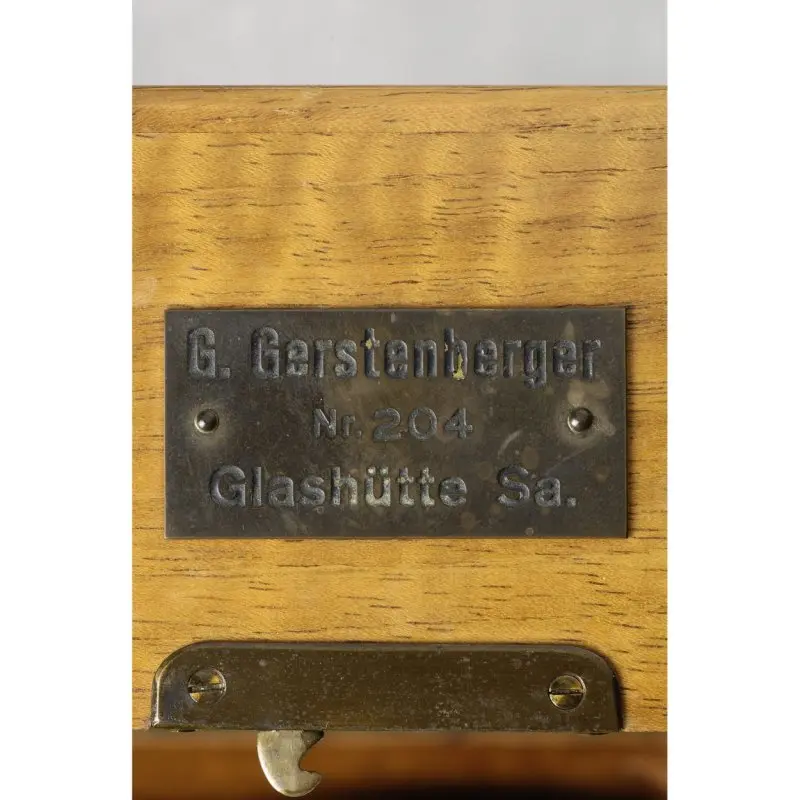 G. Gerstenberger
Nr. 204
Glashütte Sa.